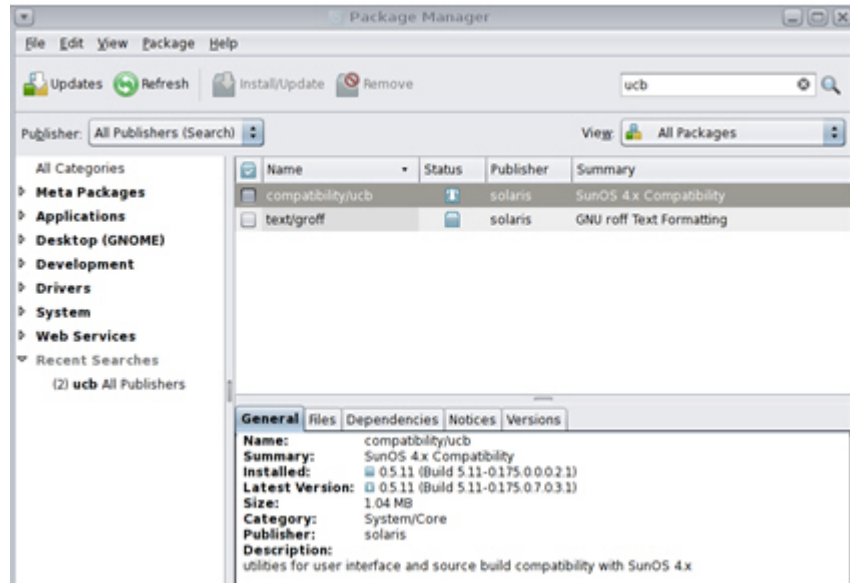 Package Manager
File Edit View Package Help
Updates Refresh Install/Update Remove ucb
Publisher: All Publishers (Search) View: All Packages
All Categories
Meta Packages
Applications
Desktop (GNOME)
Development
Drivers
System
Web Services
Recent Searches
(2) ucb All Publishers
Name Status Publisher Summary
compatibility/ucb solaris SunOS 4.x Compatibility
text/groff solaris GNU roff Text Formatting
General Files Dependencies Notices Versions
Name: compatibility/ucb
Summary: SunOS 4.x Compatibility
Installed: 0.5.11 (Build 5.11-0.175.0.0.0.2.1)
Latest Version: 0.5.11 (Build 5.11-0.175.0.7.0.3.1)
Size: 1.04 MB
Category: System/Core
Publisher: solaris
Description:
utilities for user interface and source build compatibility with SunOS 4.x